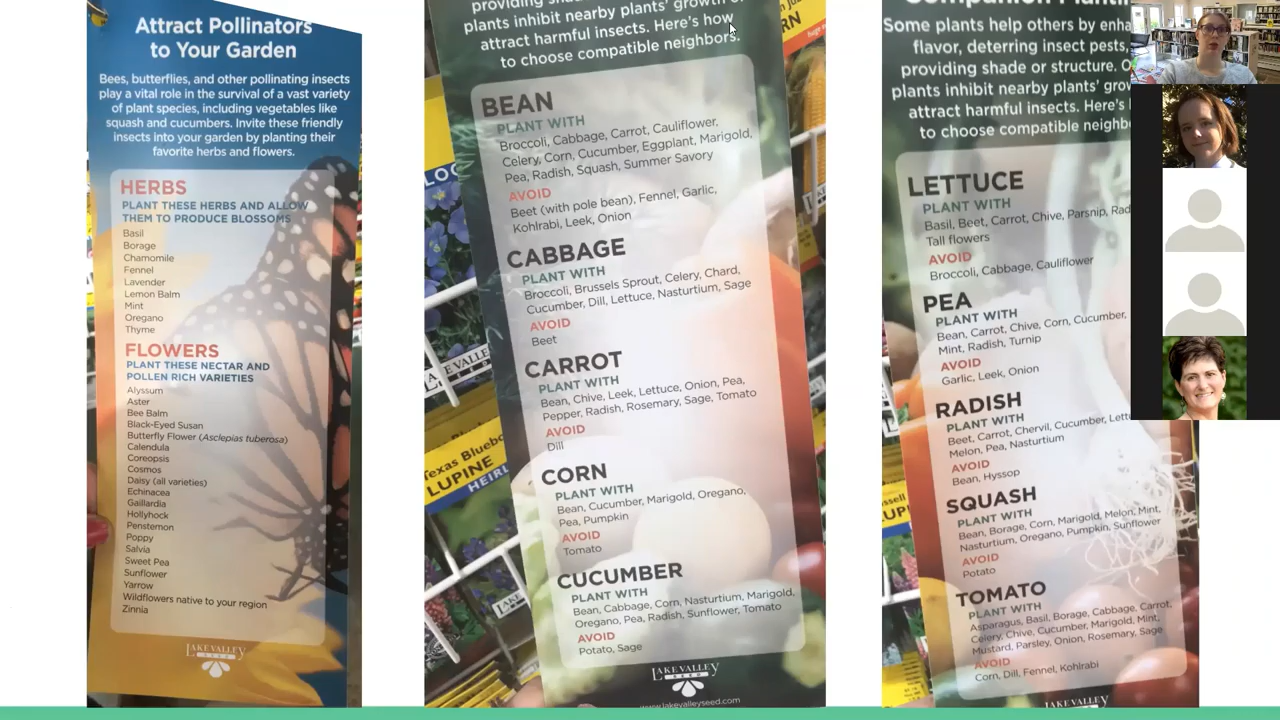 Attract Pollinators
to Your Garden
Bees, butterflies, and other pollinating insects
play a vital role in the survival of a vast variety
of plant species, including vegetables like
squash and cucumbers. Invite these friendly
insects into your garden by planting their
favorite herbs and flowers.
HERBS
PLANT THESE HERBS AND ALLOW
THEM TO PRODUCE BLOSSOMS
Basil
Borage
Chamomile
Fennel
Lavender
Lemon Balm
Mint
Oregano
Thyme
FLOWERS
PLANT THESE NECTAR AND
POLLEN RICH VARIETIES
Alyssum
Aster
Bee Balm
Black-Eyed Susan
Butterfly Flower (Asclepias tuberosa)
Calendula
Coreopsis
Cosmos
Daisy (all varieties)
Echinacea
Gaillardia
Hollyhock
Penstemon
Poppy
Salvia
Sweet Pea
Sunflower
Yarrow
Wildflowers native to your region
Zinnia
LAKE VALLEY
SEED
plants inhibit nearby plants' growth or
attract harmful insects. Here's how
to choose compatible neighbors.
BEAN
PLANT WITH
Broccoli, Cabbage, Carrot, Cauliflower,
Celery, Corn, Cucumber, Eggplant, Marigold,
Pea, Radish, Squash, Summer Savory
AVOID
Beet (with pole bean), Fennel, Garlic,
Kohlrabi, Leek, Onion
CABBAGE
PLANT WITH
Broccoli, Brussels Sprout, Celery, Chard,
Cucumber, Dill, Lettuce, Nasturtium, Sage
AVOID
Beet
CARROT
PLANT WITH
Bean, Chive, Leek, Lettuce, Onion, Pea,
Pepper, Radish, Rosemary, Sage, Tomato
AVOID
Dill
CORN
PLANT WITH
Bean, Cucumber, Marigold, Oregano,
Pea, Pumpkin
AVOID
Tomato
CUCUMBER
PLANT WITH
Bean, Cabbage, Corn, Nasturtium, Marigold,
Oregano, Pea, Radish, Sunflower, Tomato
AVOID
Potato, Sage
LAKE VALLEY
SEED
www.lakevalleyseed.com
Texas Blueb
LUPINE
HEIRL
LAKE VALLEY
LAKE
Some plants help others by enha
flavor, deterring insect pests,
providing shade or structure. O
plants inhibit nearby plants' grow
attract harmful insects. Here's
to choose compatible neighb
LETTUCE
PLANT WITH
Basil, Beet, Carrot, Chive, Parsnip, Rad
Tall flowers
AVOID
Broccoli, Cabbage, Cauliflower
PEA
PLANT WITH
Bean, Carrot, Chive, Corn, Cucumber,
Mint, Radish, Turnip
AVOID
Garlic, Leek, Onion
RADISH
PLANT WITH
Beet, Carrot, Chervil, Cucumber, Lett
Melon, Pea, Nasturtium
AVOID
Bean, Hyssop
SQUASH
PLANT WITH
Bean, Borage, Corn, Marigold, Melon, Mint,
Nasturtium, Oregano, Pumpkin, Sunflower
AVOID
Potato
TOMATO
PLANT WITH
Asparagus, Basil, Borage, Cabbage, Carrot,
Celery, Chive, Cucumber, Marigold, Mint,
Mustard, Parsley, Onion, Rosemary, Sage
AVOID
Corn, Dill, Fennel, Kohlrabi
LAKE VALLEY